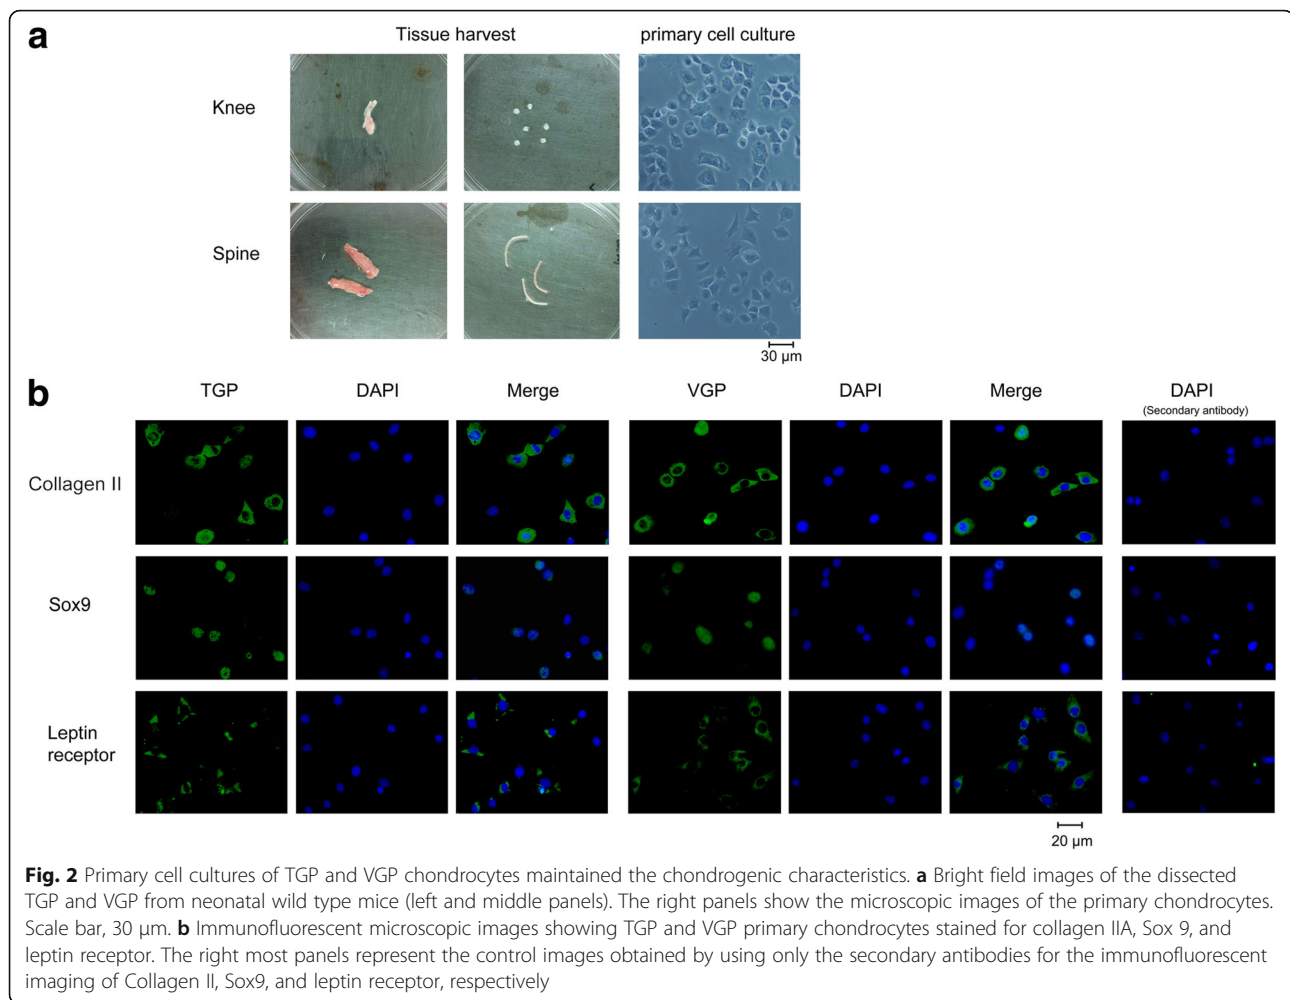 a
Tissue harvest
primary cell culture
Knee
Spine
30 µm
b
TGP
DAPI
Merge
VGP
DAPI
Merge
DAPI
(Secondary antibody)
Collagen II
Sox9
Leptin
receptor
20 µm
Fig. 2 Primary cell cultures of TGP and VGP chondrocytes maintained the chondrogenic characteristics. a Bright field images of the dissected
TGP and VGP from neonatal wild type mice (left and middle panels). The right panels show the microscopic images of the primary chondrocytes.
Scale bar, 30 µm. b Immunofluorescent microscopic images showing TGP and VGP primary chondrocytes stained for collagen IIA, Sox 9, and
leptin receptor. The right most panels represent the control images obtained by using only the secondary antibodies for the immunofluorescent
imaging of Collagen II, Sox9, and leptin receptor, respectively